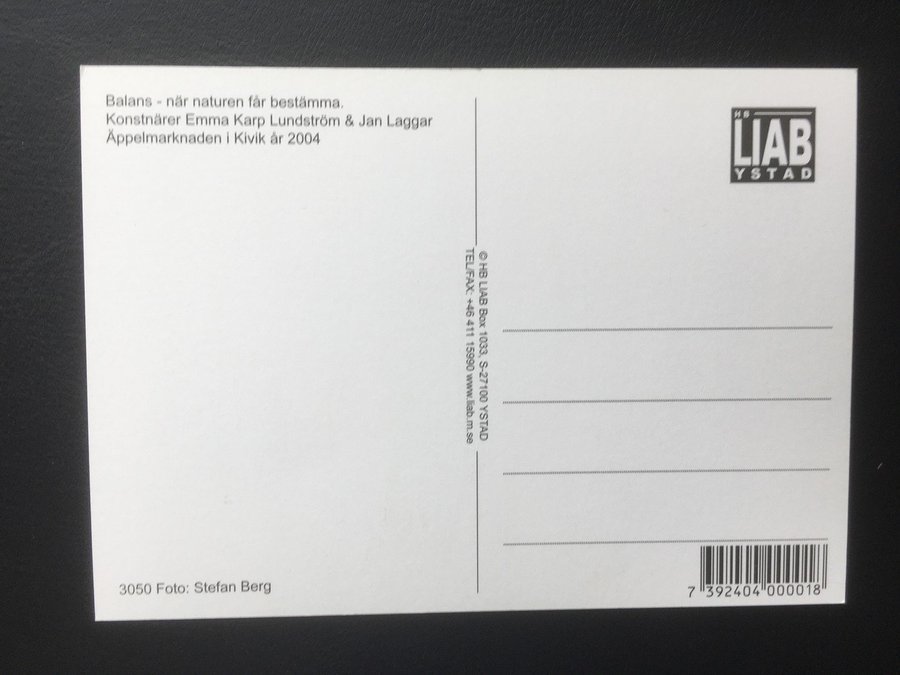 Balans - när naturen får bestämma.
Konstnärer Emma Karp Lundström & Jan Laggar
Äppelmarknaden i Kivik år 2004
HB
LIAB
YSTAD
© HB LIAB Box 1033, S-27100 YSTAD
TEL/FAX: +46 411 15990 www.liab.m.se
3050 Foto: Stefan Berg
7 392404 000018